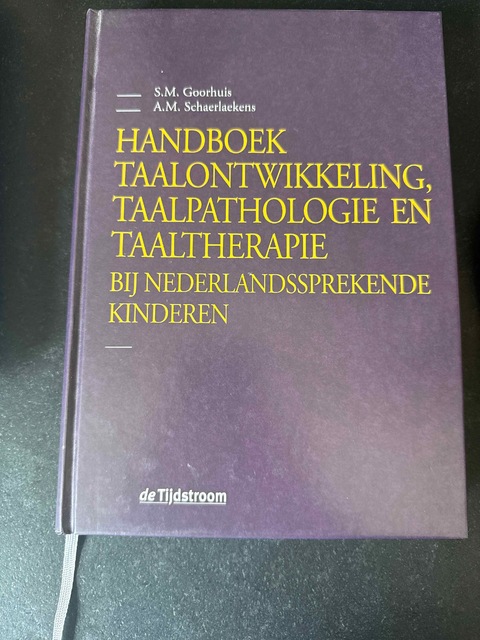 S.M. Goorhuis
A.M. Schaerlaekens
HANDBOEK
TAALONTWIKKELING,
TAALPATHOLOGIE EN
TAALTHERAPIE
BIJ NEDERLANDSSPREKENDE
KINDEREN
de Tijdstroom